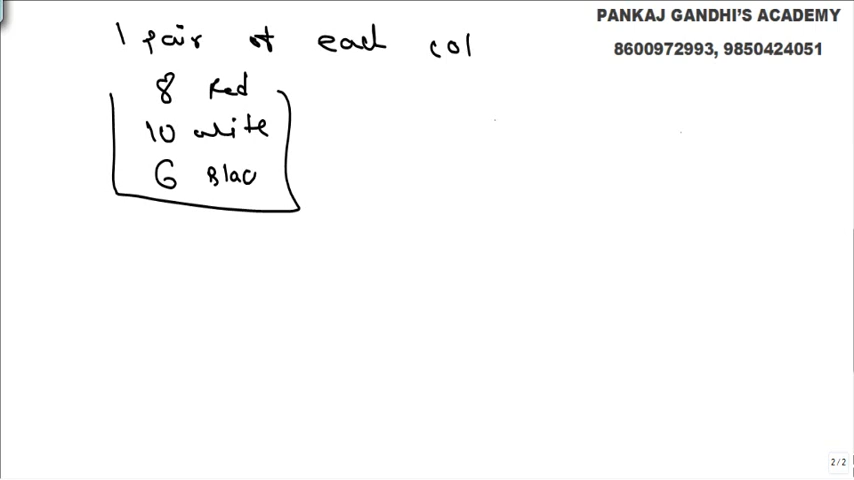 PANKAJ GANDHI'S ACADEMY
8600972993, 9850424051
1 pair of each col
8 Red
10 white
6 Blac
2/2